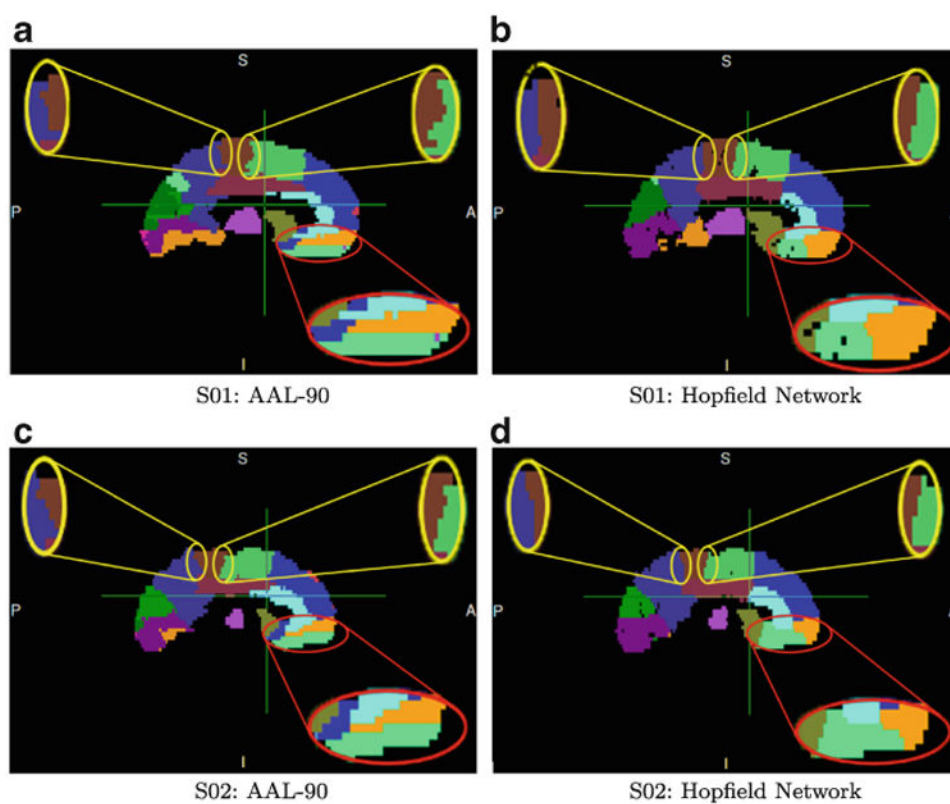 a
S
P
A
I
S01: AAL-90
b
S
P
I
S01: Hopfield Network
c
S
P
A
I
S02: AAL-90
d
S
P
I
S02: Hopfield Network